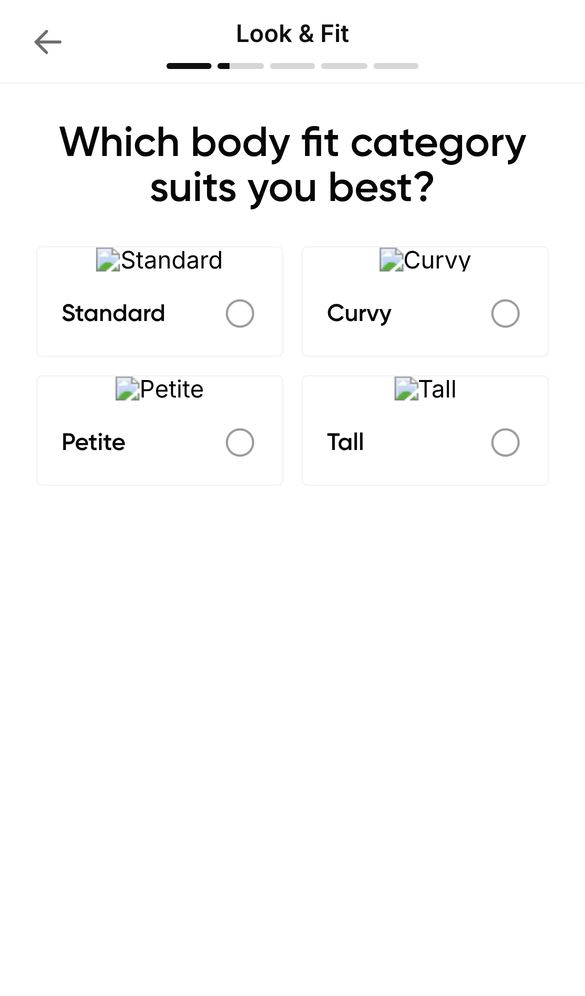 Look & Fit
Which body fit category
suits you best?
Standard
Curvy
Standard
Curvy
Petite
Tall
Petite
Tall